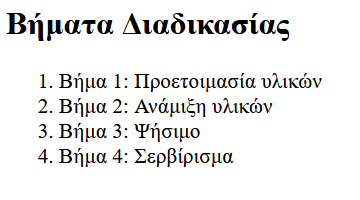 Βήματα Διαδικασίας
1. Βήμα 1: Προετοιμασία υλικών
2. Βήμα 2: Ανάμιξη υλικών
3. Βήμα 3: Ψήσιμο
4. Βήμα 4: Σερβίρισμα